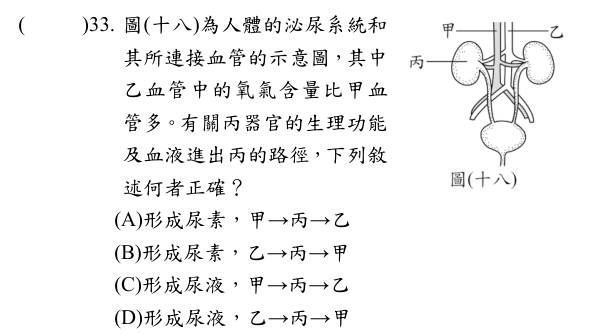 (　　)33. 圖(十八)為人體的泌尿系統和
其所連接血管的示意圖，其中
乙血管中的氧氣含量比甲血
管多。有關丙器官的生理功能
及血液進出丙的路徑，下列敘
述何者正確？
(A)形成尿素，甲→丙→乙
(B)形成尿素，乙→丙→甲
(C)形成尿液，甲→丙→乙
(D)形成尿液，乙→丙→甲
甲
乙
丙
圖(十八)